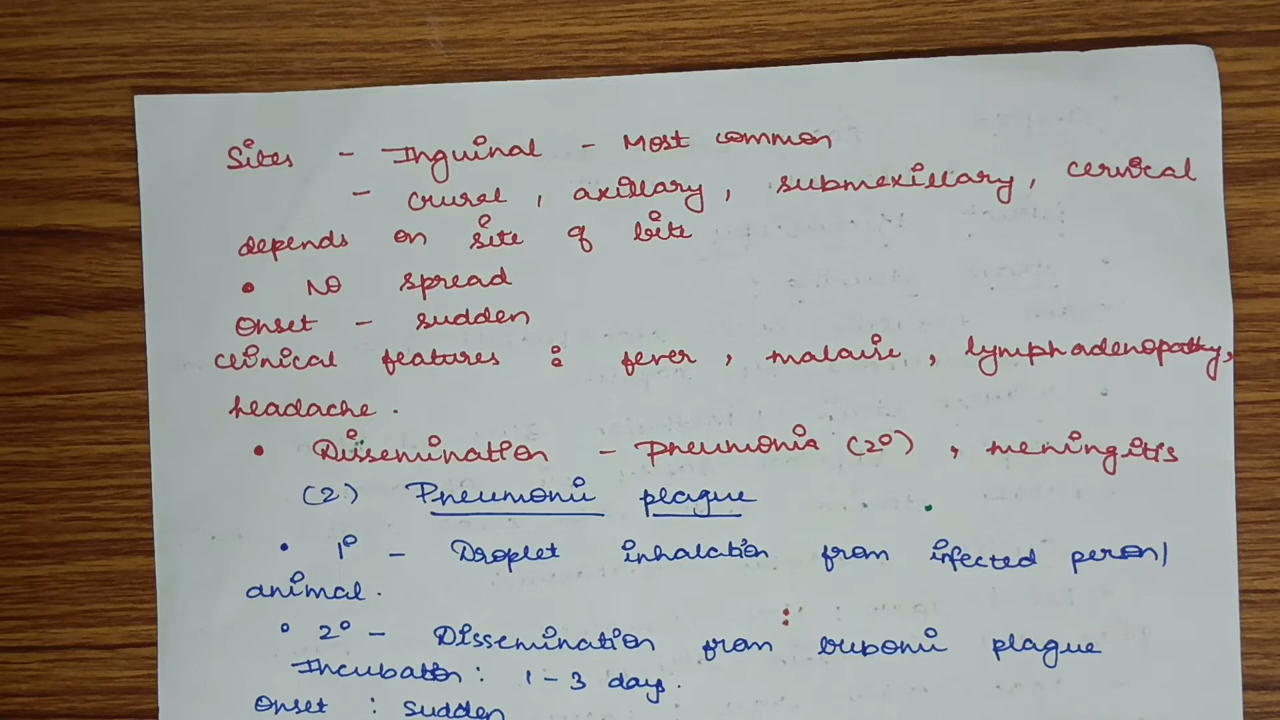 Sites - Inguinal - Most common
- crural, axillary, submaxillary, cervical
depends on site of bite
• No spread
Onset - sudden
clinical features : fever, malaise, lymphadenopathy,
headache.
• Dissemination - Pneumonia (2°), meningitis
(2) Pneumonic plague
• 1° - Droplet inhalation from infected peron/
animal.
• 2° - Dissemination from bubonic plague
Incubation : 1-3 days.
Onset : sudden